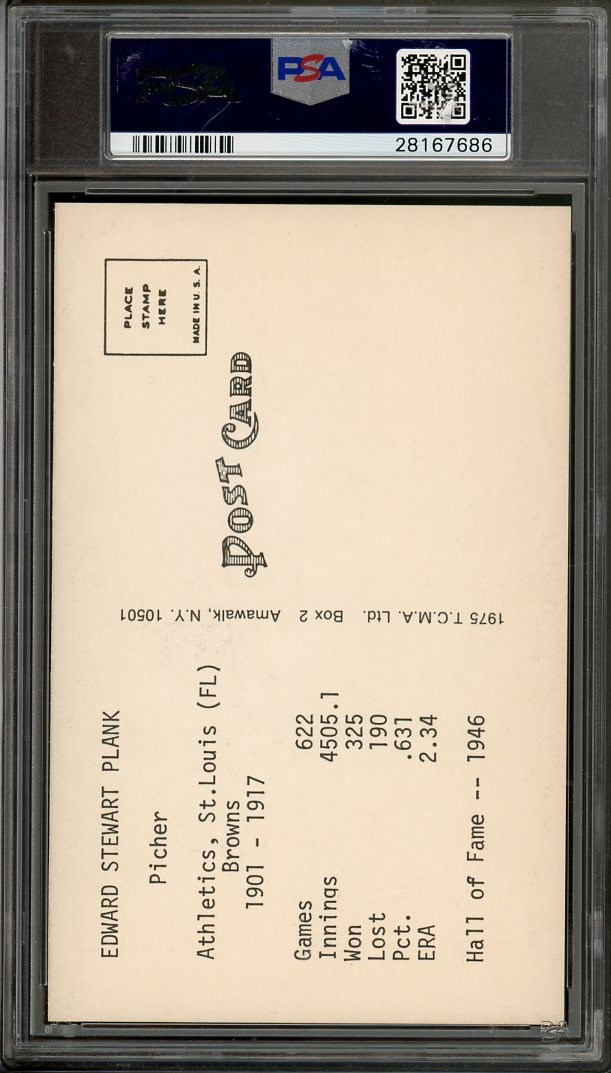 PSA
28167686
PLACE
STAMP
HERE
MADE IN U.S.A.
POST CARD
1975 T.C.M.A. Ltd. Box 2 Amawalk, N.Y. 10501
EDWARD STEWART PLANK
Picher
Athletics, St.Louis (FL)
Browns
1901 - 1917
Games 622
Innings 4505.1
Won 325
Lost 190
Pct. .631
ERA 2.34
Hall of Fame -- 1946